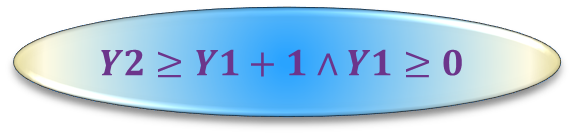 Y2 ≥ Y1 + 1 ∧ Y1 ≥ 0